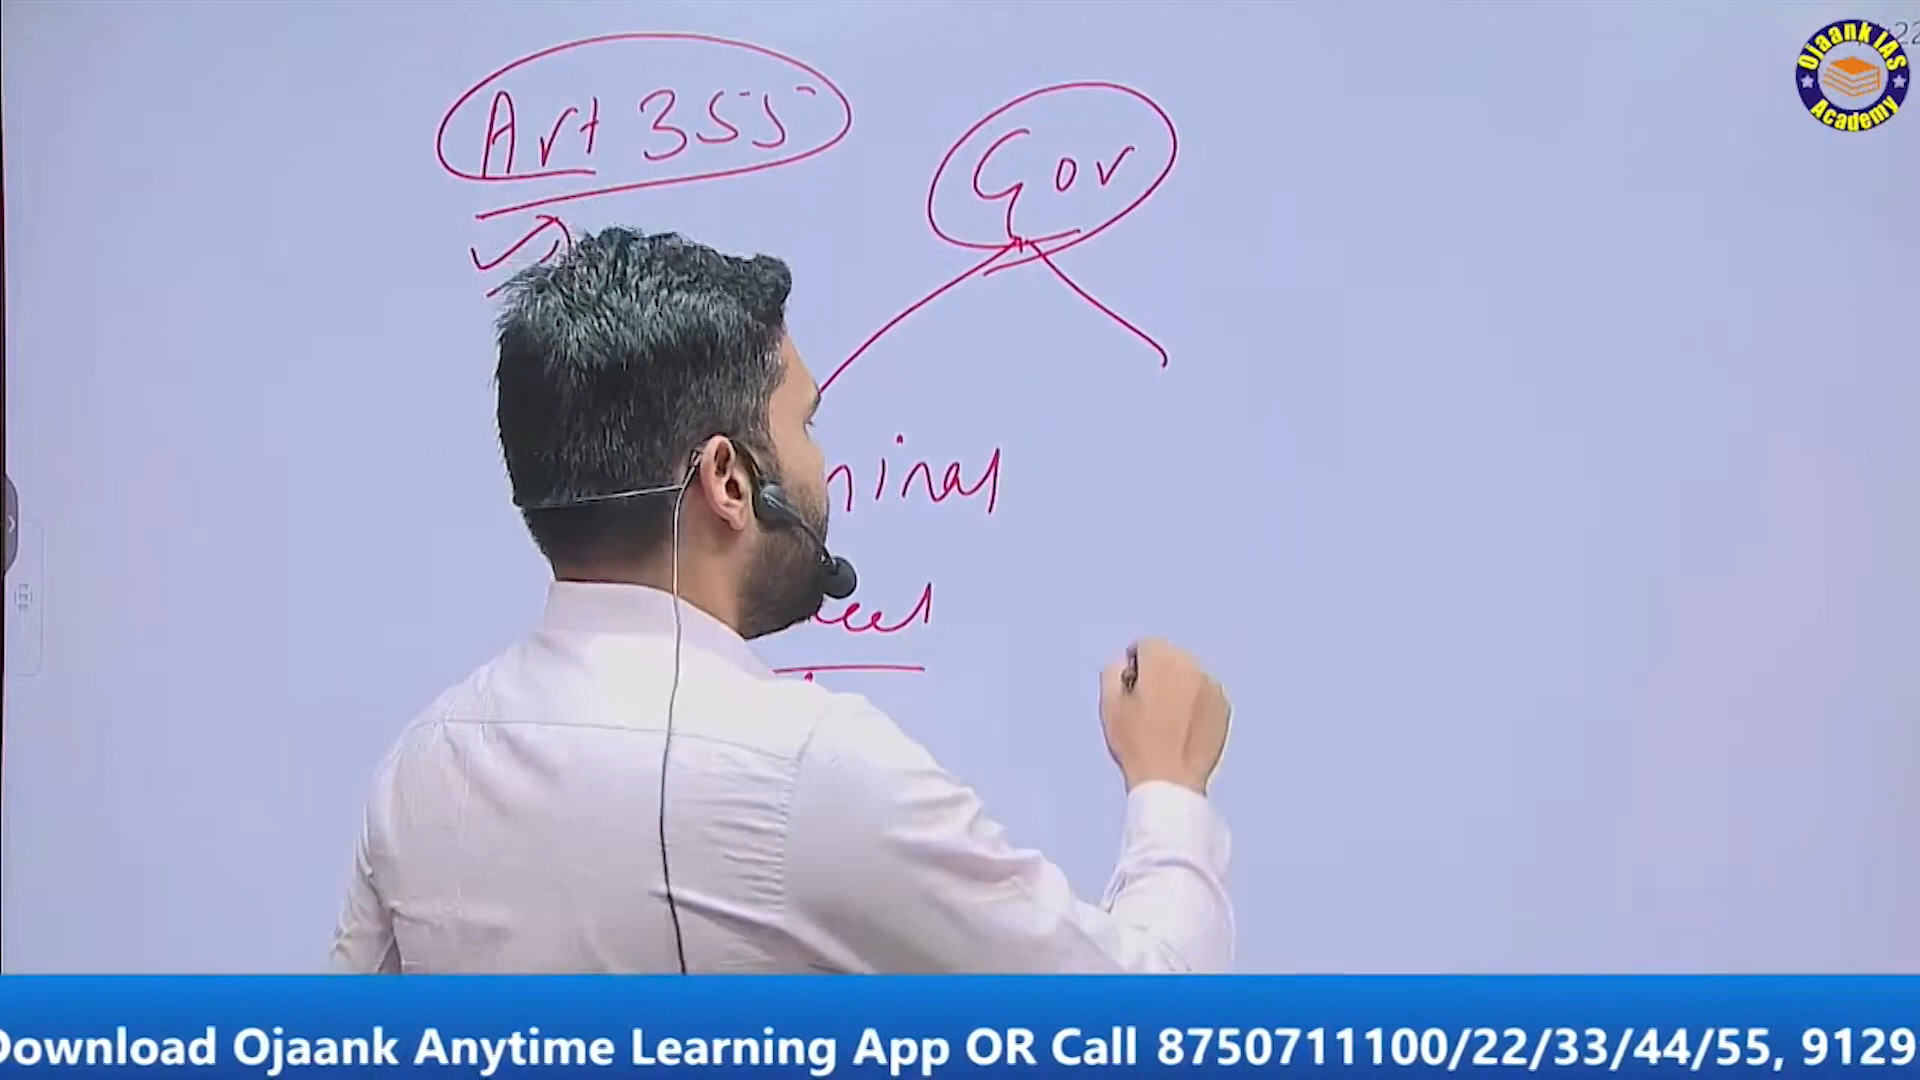 Art 355
Gov
Ojaank IAS
Academy
Download Ojaank Anytime Learning App OR Call 8750711100/22/33/44/55, 9129